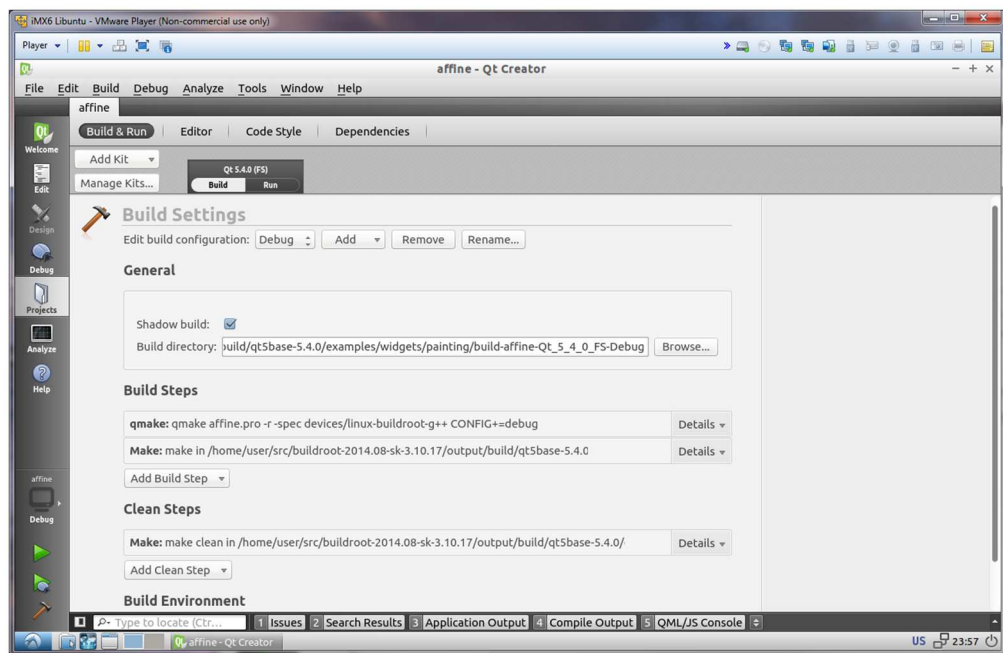 iMX6 Libuntu - VMware Player (Non-commercial use only)
Player
affine - Qt Creator
File Edit Build Debug Analyze Tools Window Help
affine
Build & Run Editor Code Style Dependencies
Welcome
Add Kit
Manage Kits...
Qt 5.4.0 (FS)
Build Run
Edit
Design
Debug
Projects
Analyze
Help
Build Settings
Edit build configuration: Debug Add Remove Rename...
General
Shadow build:
Build directory: build/qt5base-5.4.0/examples/widgets/painting/build-affine-Qt_5_4_0_FS-Debug Browse...
Build Steps
qmake: qmake affine.pro -r -spec devices/linux-buildroot-g++ CONFIG+=debug Details
Make: make in /home/user/src/buildroot-2014.08-sk-3.10.17/output/build/qt5base-5.4.0 Details
Add Build Step
Clean Steps
Make: make clean in /home/user/src/buildroot-2014.08-sk-3.10.17/output/build/qt5base-5.4.0/ Details
Add Clean Step
Build Environment
affine
Debug
Type to locate (Ctr... 1 Issues 2 Search Results 3 Application Output 4 Compile Output 5 QML/JS Console
affine - Qt Creator
US 23:57